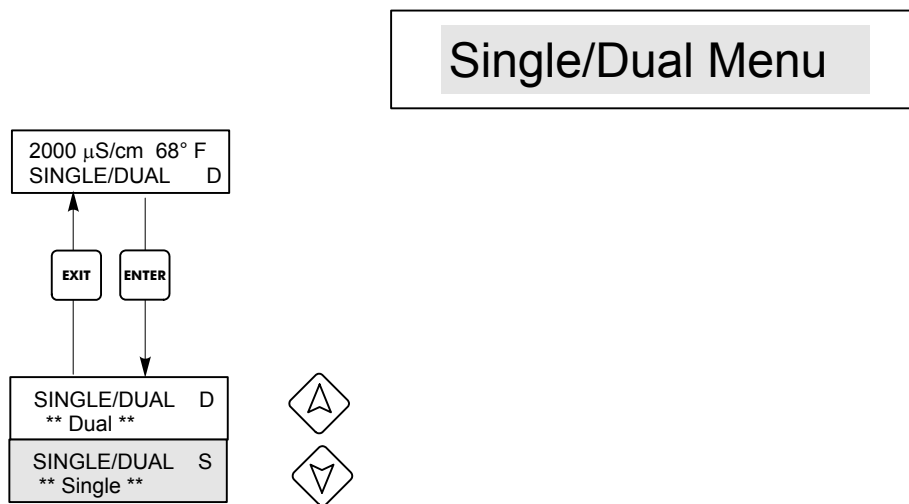 Single/Dual Menu
2000 μS/cm 68° F
SINGLE/DUAL D
EXIT
ENTER
SINGLE/DUAL D
** Dual **
SINGLE/DUAL S
** Single **